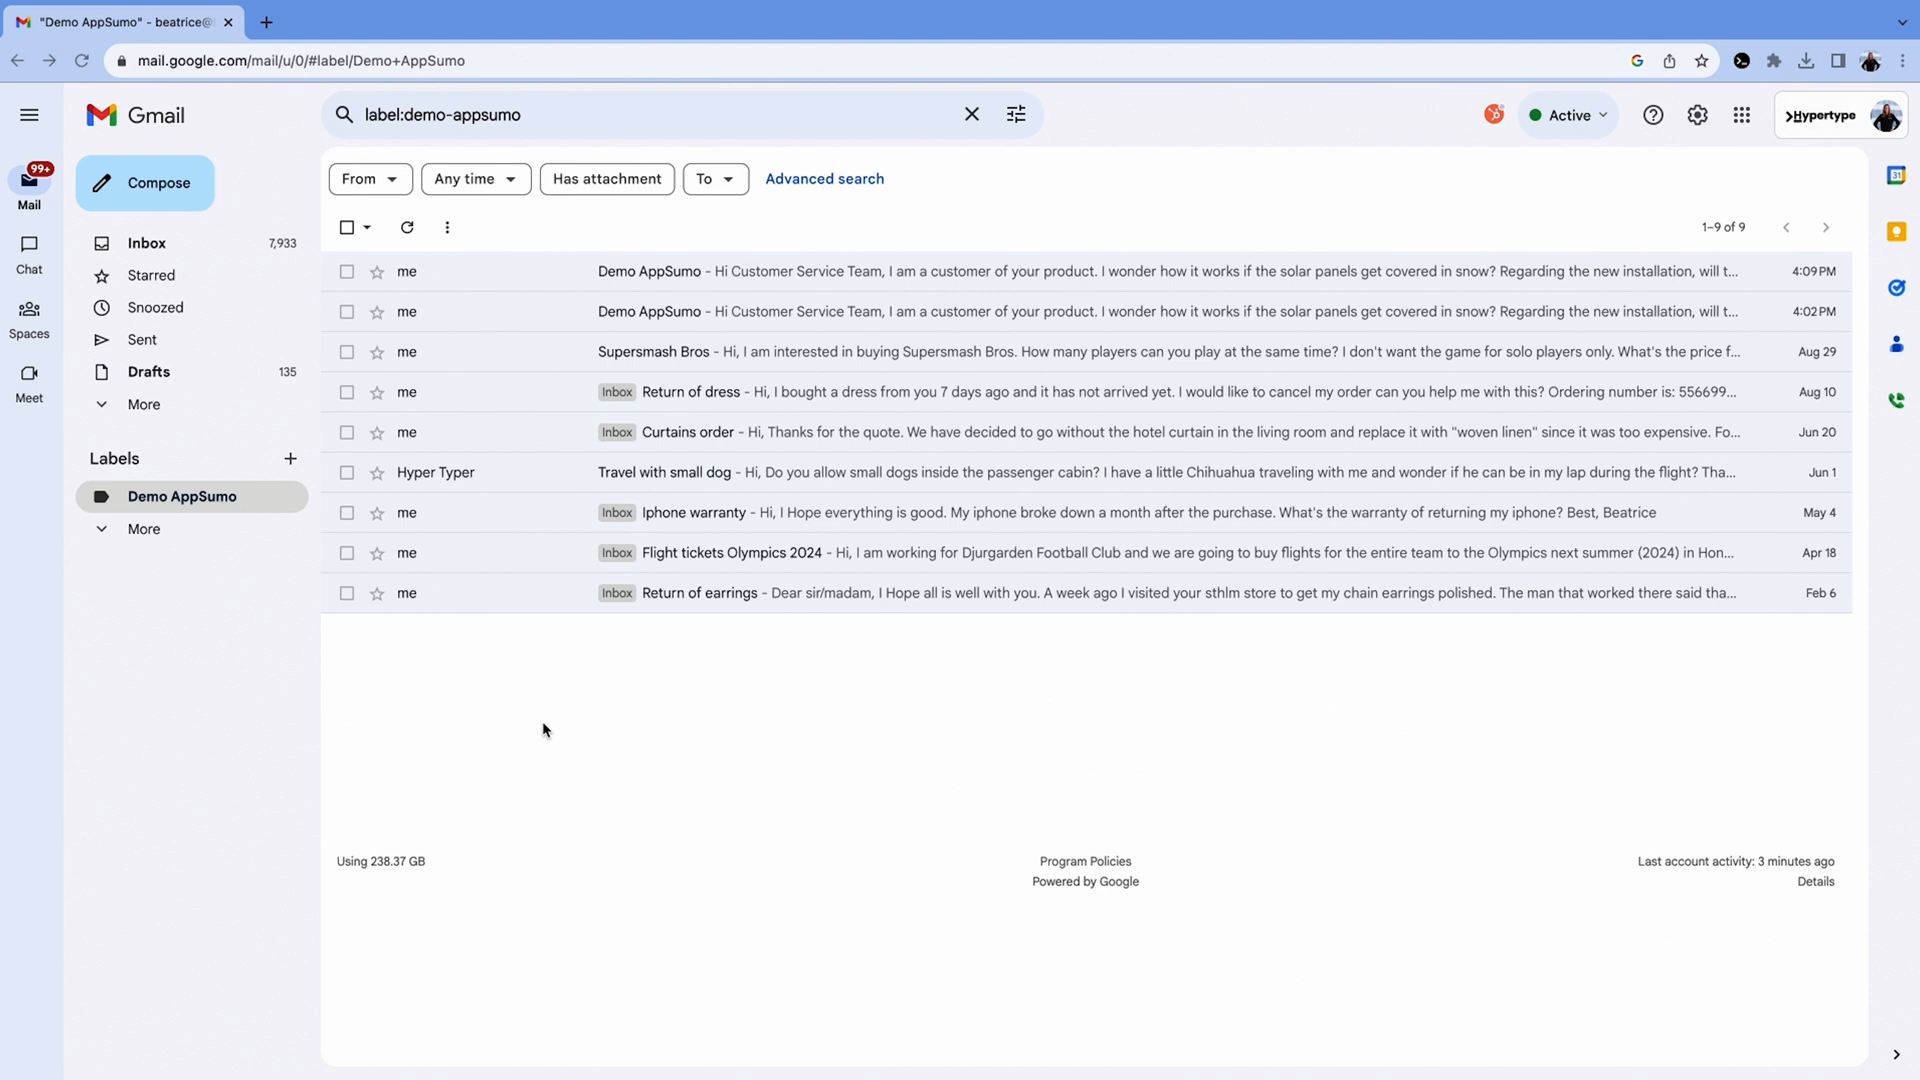 "Demo AppSumo" - beatrice@
mail.google.com/mail/u/0/#label/Demo+AppSumo
Gmail
label:demo-appsumo
Active
>Hypertype
99+
Mail
Chat
Spaces
Meet
Compose
Inbox 7,933
Starred
Snoozed
Sent
Drafts 135
More
Labels
Demo AppSumo
More
From
Any time
Has attachment
To
Advanced search
1–9 of 9
me Demo AppSumo - Hi Customer Service Team, I am a customer of your product. I wonder how it works if the solar panels get covered in snow? Regarding the new installation, will t... 4:09 PM
me Demo AppSumo - Hi Customer Service Team, I am a customer of your product. I wonder how it works if the solar panels get covered in snow? Regarding the new installation, will t... 4:02 PM
me Supersmash Bros - Hi, I am interested in buying Supersmash Bros. How many players can you play at the same time? I don't want the game for solo players only. What's the price f... Aug 29
me Inbox Return of dress - Hi, I bought a dress from you 7 days ago and it has not arrived yet. I would like to cancel my order can you help me with this? Ordering number is: 556699... Aug 10
me Inbox Curtains order - Hi, Thanks for the quote. We have decided to go without the hotel curtain in the living room and replace it with "woven linen" since it was too expensive. Fo... Jun 20
Hyper Typer Travel with small dog - Hi, Do you allow small dogs inside the passenger cabin? I have a little Chihuahua traveling with me and wonder if he can be in my lap during the flight? Tha... Jun 1
me Inbox Iphone warranty - Hi, I Hope everything is good. My iphone broke down a month after the purchase. What's the warranty of returning my iphone? Best, Beatrice May 4
me Inbox Flight tickets Olympics 2024 - Hi, I am working for Djurgarden Football Club and we are going to buy flights for the entire team to the Olympics next summer (2024) in Hon... Apr 18
me Inbox Return of earrings - Dear sir/madam, I Hope all is well with you. A week ago I visited your sthlm store to get my chain earrings polished. The man that worked there said tha... Feb 6
Using 238.37 GB
Program Policies
Powered by Google
Last account activity: 3 minutes ago
Details
31